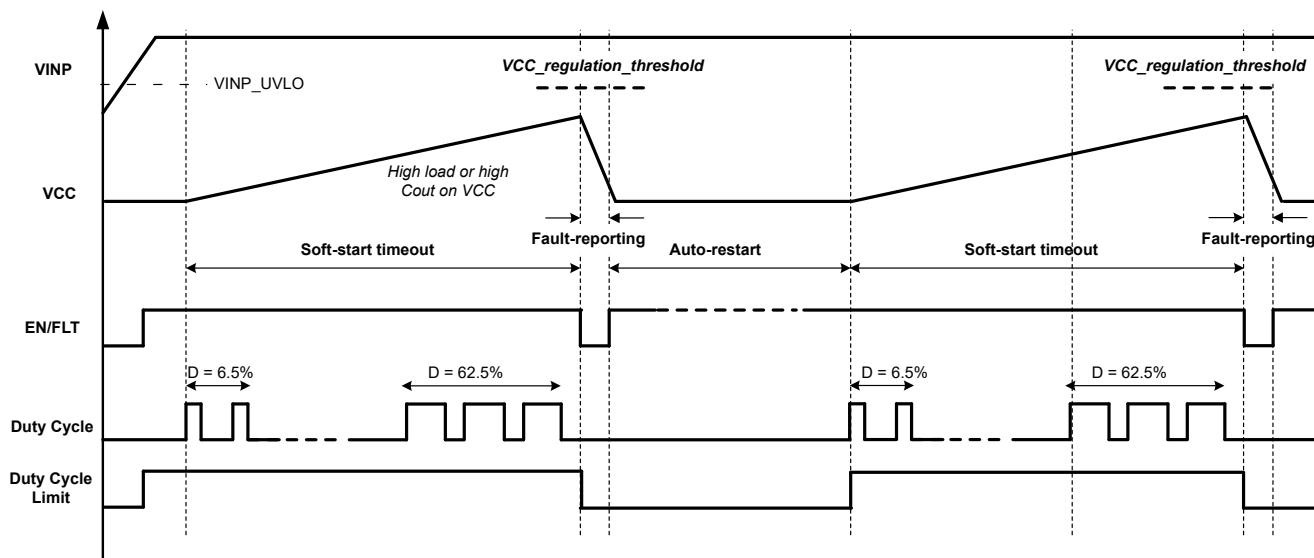 VINP
VINP_UVLO
VCC_regulation_threshold
VCC_regulation_threshold
VCC
High load or high
Cout on VCC
Fault-reporting
Fault-reporting
Soft-start timeout
Auto-restart
Soft-start timeout
EN/FLT
D = 6.5%
D = 62.5%
D = 6.5%
D = 62.5%
Duty Cycle
Duty Cycle
Limit